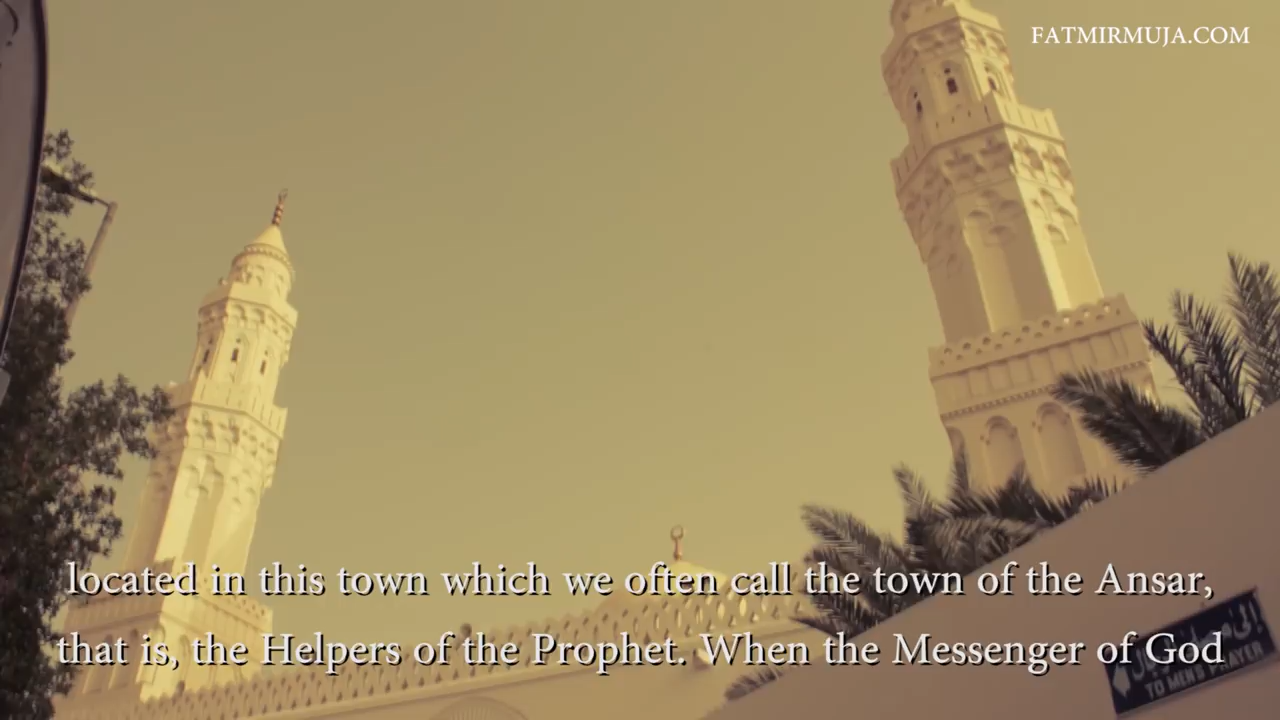 FATMIRMUJA.COM
located in this town which we often call the town of the Ansar,
that is, the Helpers of the Prophet. When the Messenger of God
إلى
TO MEN'S PRAYER